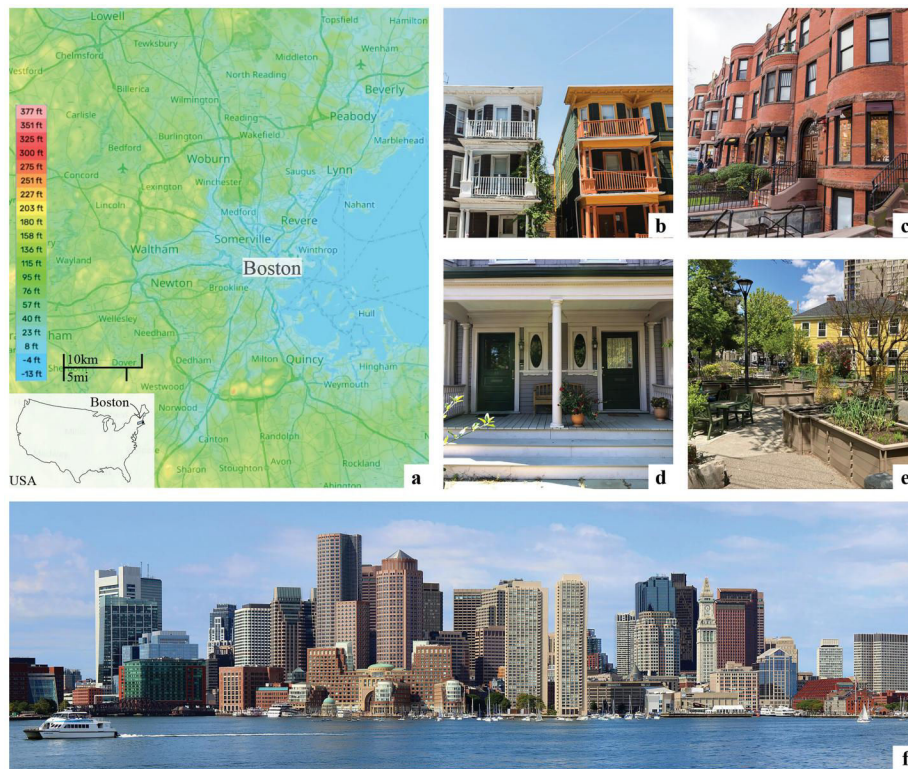 Lowell
Topsfield
Hamilton
Tewksbury
Chelmsford
Wenham
Westford
Middleton
North Reading
Beverly
Billerica
Wilmington
Peabody
377 ft
351 ft
325 ft
300 ft
275 ft
251 ft
227 ft
203 ft
180 ft
158 ft
136 ft
115 ft
95 ft
76 ft
57 ft
40 ft
23 ft
8 ft
-4 ft
-13 ft
Carlisle
Reading
Wakefield
Marblehead
Burlington
Bedford
Woburn
Lynn
Saugus
Concord
Lexington
Winchester
Nahant
Lincoln
Medford
Revere
Somerville
Winthrop
Waltham
Boston
Wayland
Newton
Brookline
Hull
Wellesley
Needham
Hingham
10km
5mi
Dover
Dedham
Milton
Quincy
Weymouth
Westwood
Norwood
Boston
Canton
Randolph
Avon
Rockland
Sharon
Stoughton
Abington
USA
a
b
c
d
e
f